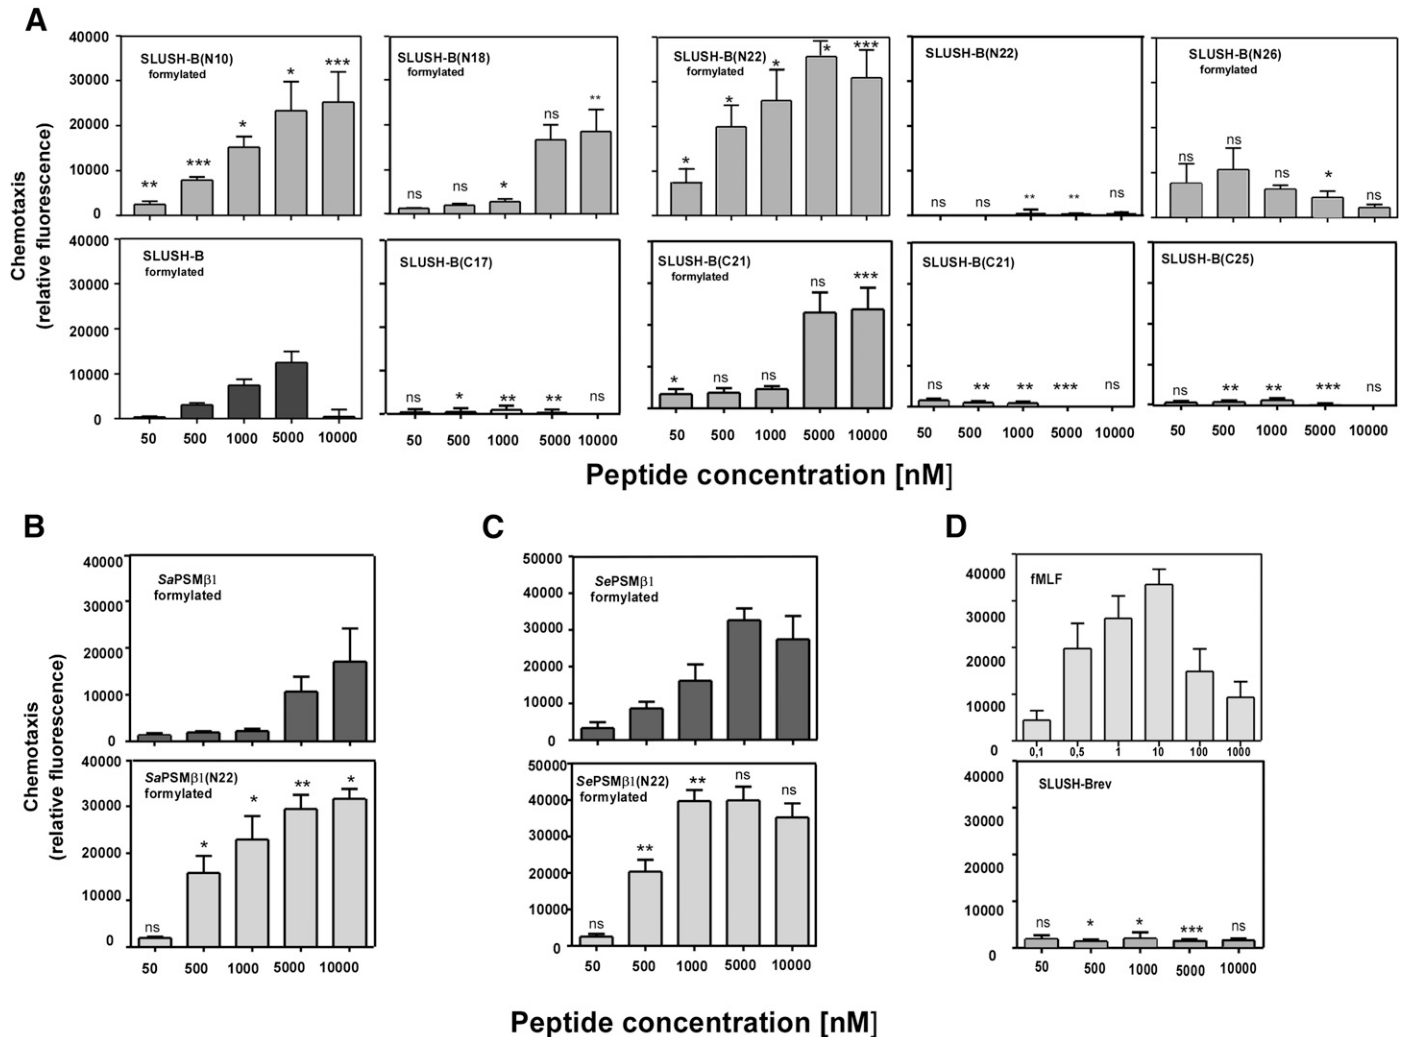 A
Chemotaxis
(relative fluorescence)
40000
30000
20000
10000
0
SLUSH-B(N10)
formylated
** *** * * ***
SLUSH-B(N18)
formylated
ns ns * ns **
SLUSH-B(N22)
formylated
* * * * ***
SLUSH-B(N22)
ns ns ** ** ns
SLUSH-B(N26)
formylated
ns ns ns * ns
40000
30000
20000
10000
0
SLUSH-B
formylated
50 500 1000 5000 10000
SLUSH-B(C17)
ns * ** ** ns
50 500 1000 5000 10000
SLUSH-B(C21)
formylated
* ns ns ns ***
50 500 1000 5000 10000
SLUSH-B(C21)
ns ** ** *** ns
50 500 1000 5000 10000
SLUSH-B(C25)
ns ** ** *** ns
50 500 1000 5000 10000
Peptide concentration [nM]
B
Chemotaxis
(relative fluorescence)
40000
30000
20000
10000
0
SaPSMβ1
formylated
40000
30000
20000
10000
0
SaPSMβ1(N22)
formylated
ns * * ** *
50 500 1000 5000 10000
C
50000
40000
30000
20000
10000
0
SePSMβ1
formylated
50000
40000
30000
20000
10000
0
SePSMβ1(N22)
formylated
ns ** ** ns ns
50 500 1000 5000 10000
D
40000
30000
20000
10000
0
fMLF
0,1 0,5 1 10 100 1000
40000
30000
20000
10000
0
SLUSH-Brev
ns * * *** ns
50 500 1000 5000 10000
Peptide concentration [nM]